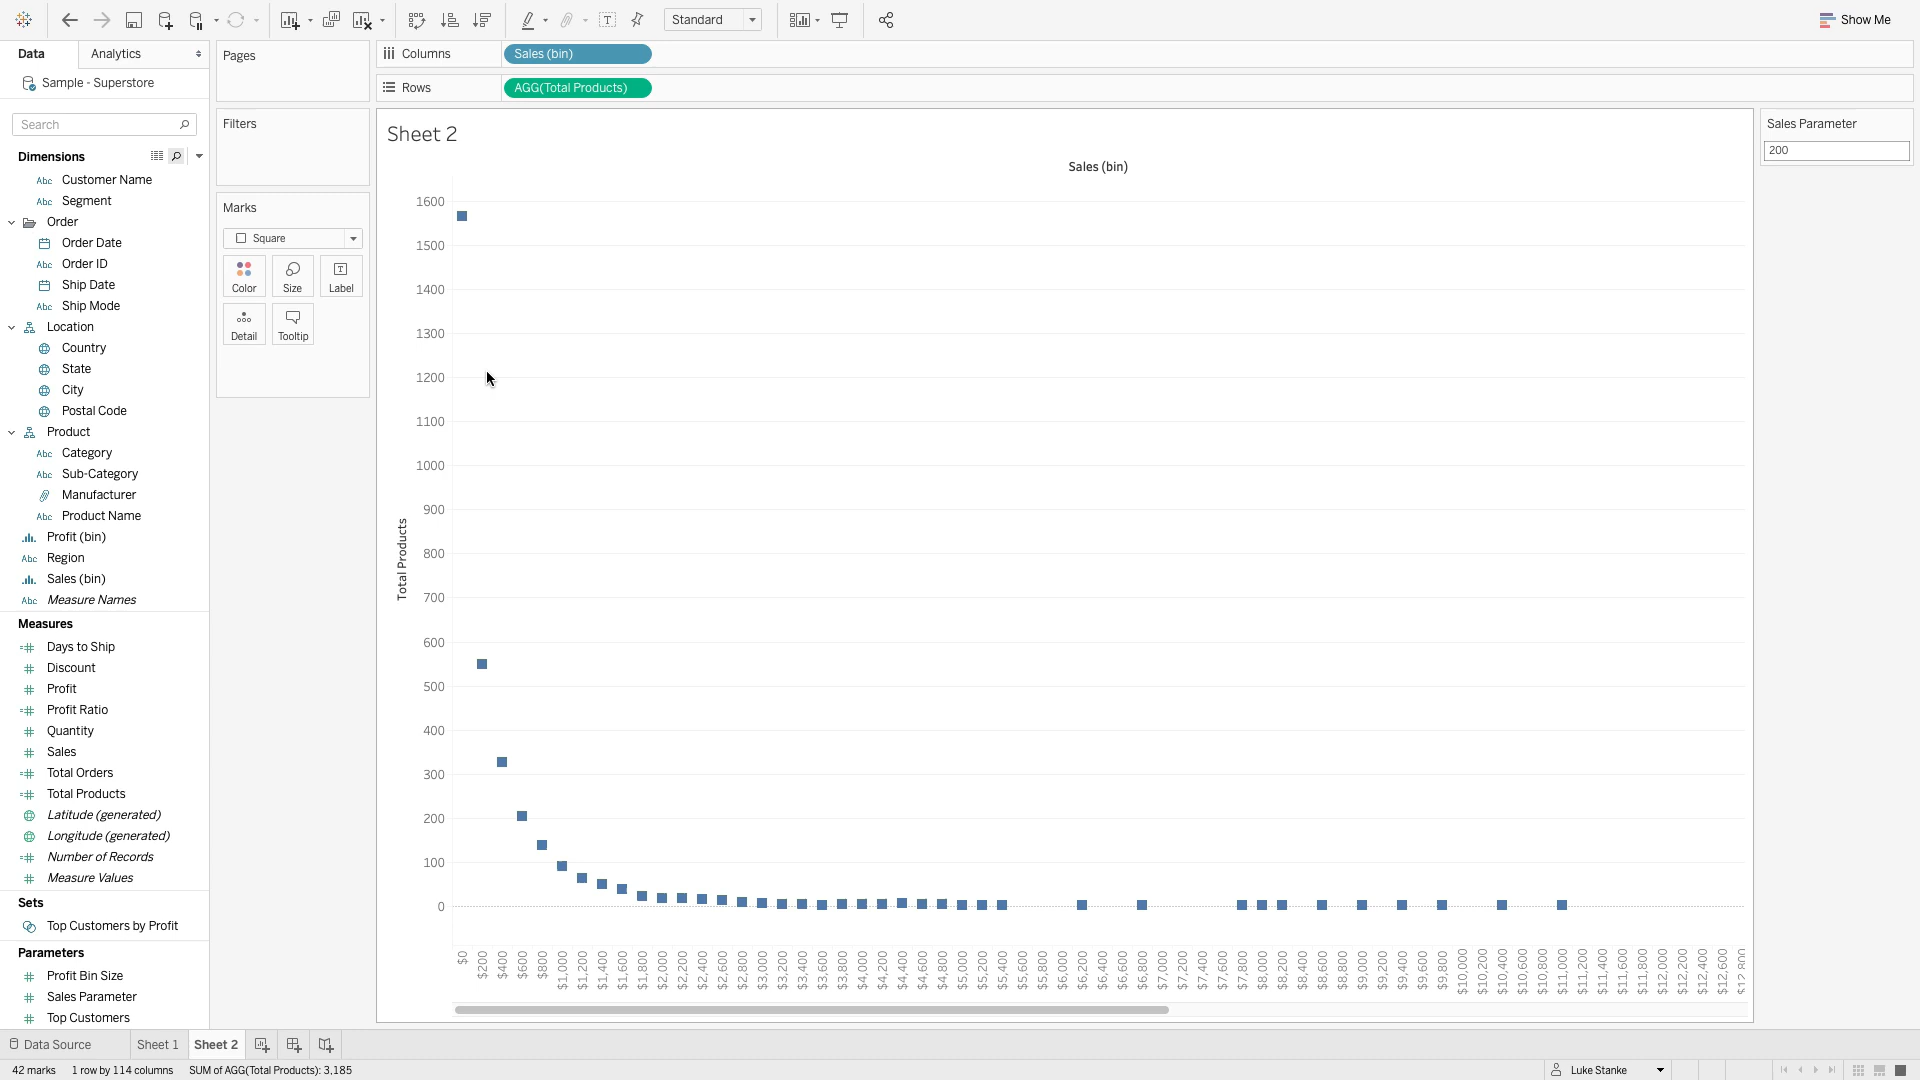 Standard
Show Me
Data
Analytics
Sample - Superstore
Search
Dimensions
Abc Customer Name
Abc Segment
Order
Order Date
Abc Order ID
Ship Date
Abc Ship Mode
Location
Country
State
City
Postal Code
Product
Abc Category
Abc Sub-Category
Manufacturer
Abc Product Name
Profit (bin)
Abc Region
Sales (bin)
Abc Measure Names
Measures
Days to Ship
Discount
Profit
Profit Ratio
Quantity
Sales
Total Orders
Total Products
Latitude (generated)
Longitude (generated)
Number of Records
Measure Values
Sets
Top Customers by Profit
Parameters
Profit Bin Size
Sales Parameter
Top Customers
Pages
Filters
Marks
Square
Color
Size
Label
Detail
Tooltip
Columns
Sales (bin)
Rows
AGG(Total Products)
Sheet 2
Sales (bin)
Total Products
1600
1500
1400
1300
1200
1100
1000
900
800
700
600
500
400
300
200
100
0
$0
$200
$400
$600
$800
$1,000
$1,200
$1,400
$1,600
$1,800
$2,000
$2,200
$2,400
$2,600
$2,800
$3,000
$3,200
$3,400
$3,600
$3,800
$4,000
$4,200
$4,400
$4,600
$4,800
$5,000
$5,200
$5,400
$5,600
$5,800
$6,000
$6,200
$6,400
$6,600
$6,800
$7,000
$7,200
$7,400
$7,600
$7,800
$8,000
$8,200
$8,400
$8,600
$8,800
$9,000
$9,200
$9,400
$9,600
$9,800
$10,000
$10,200
$10,400
$10,600
$10,800
$11,000
$11,200
$11,400
$11,600
$11,800
$12,000
$12,200
$12,400
$12,600
$12,800
Sales Parameter
200
Data Source
Sheet 1
Sheet 2
42 marks
1 row by 114 columns
SUM of AGG(Total Products): 3,185
Luke Stanke